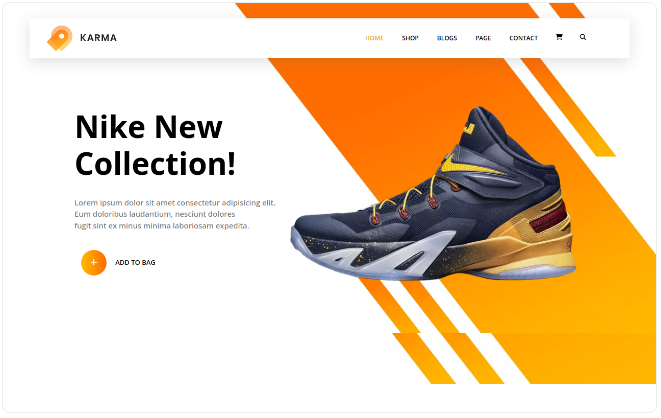 KARMA
HOME SHOP BLOGS PAGE CONTACT
Nike New
Collection!
Lorem ipsum dolor sit amet consectetur adipisicing elit.
Eum doloribus laudantium, nesciunt dolores
fugit sint ex minus minima laboriosam expedita.
+ ADD TO BAG